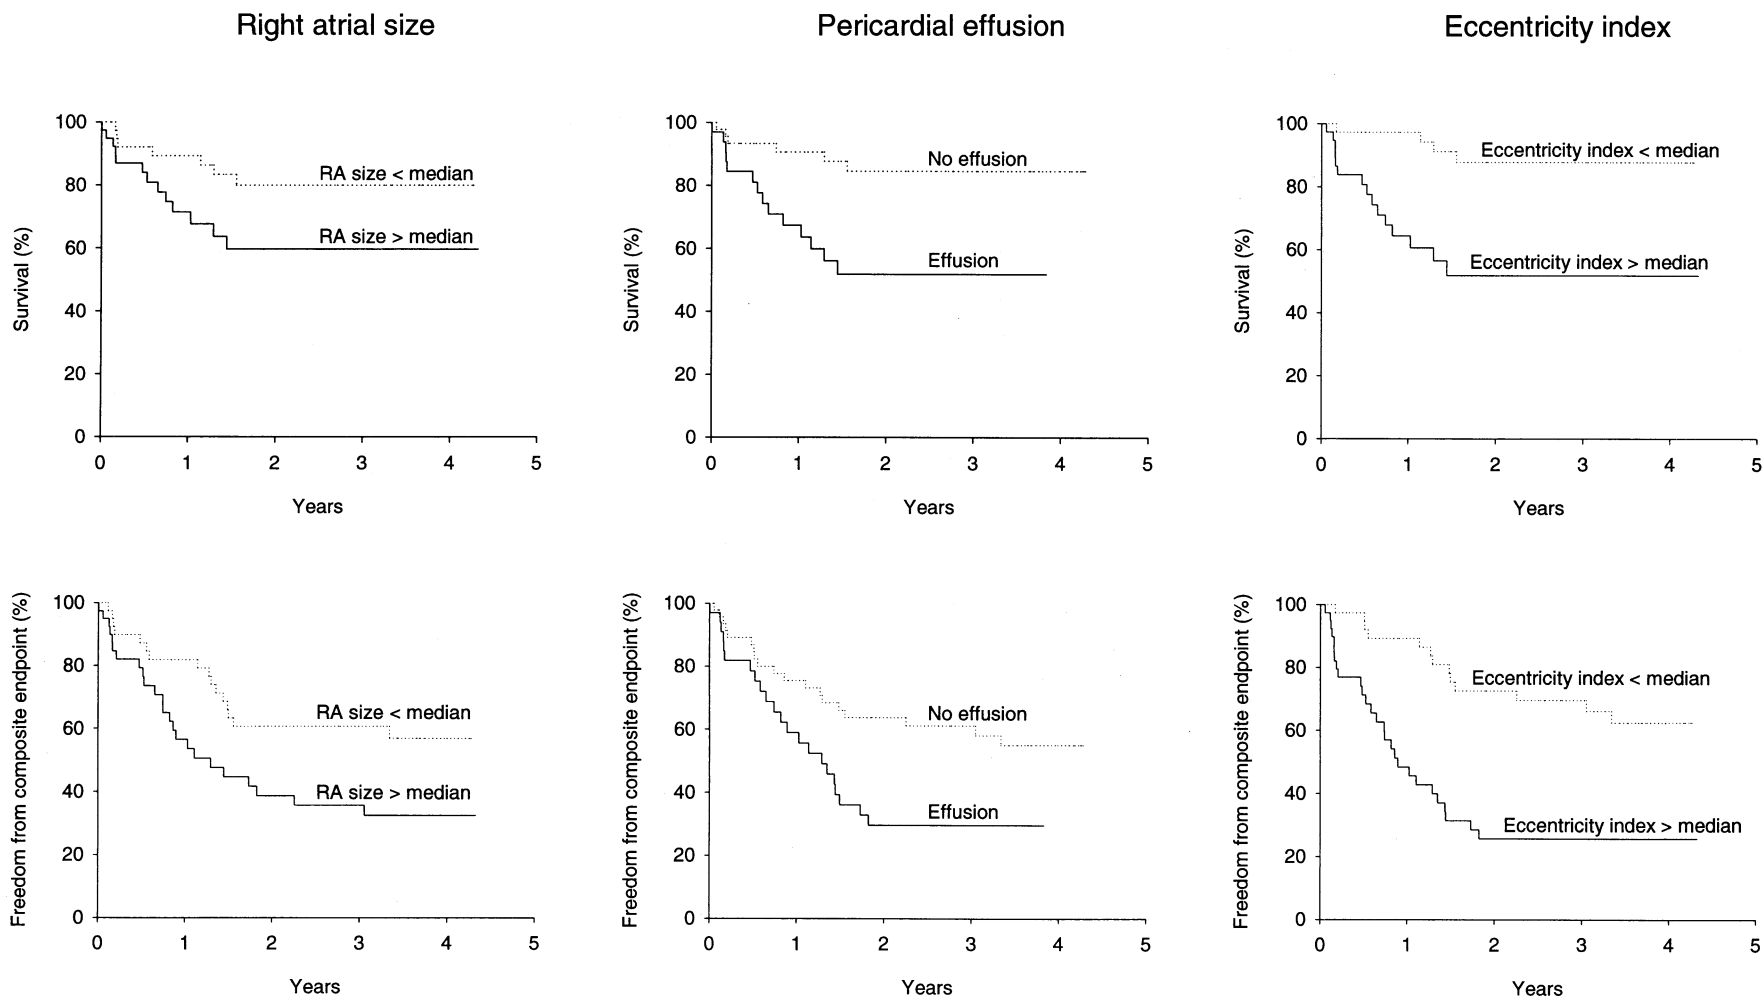 Right atrial size
Pericardial effusion
Eccentricity index
Survival (%)
100
80
60
40
20
0
0 1 2 3 4 5
Years
RA size < median
RA size > median
Survival (%)
100
80
60
40
20
0
0 1 2 3 4 5
Years
No effusion
Effusion
Survival (%)
100
80
60
40
20
0
0 1 2 3 4 5
Years
Eccentricity index < median
Eccentricity index > median
Freedom from composite endpoint (%)
100
80
60
40
20
0
0 1 2 3 4 5
Years
RA size < median
RA size > median
Freedom from composite endpoint (%)
100
80
60
40
20
0
0 1 2 3 4 5
Years
No effusion
Effusion
Freedom from composite endpoint (%)
100
80
60
40
20
0
0 1 2 3 4 5
Years
Eccentricity index < median
Eccentricity index > median